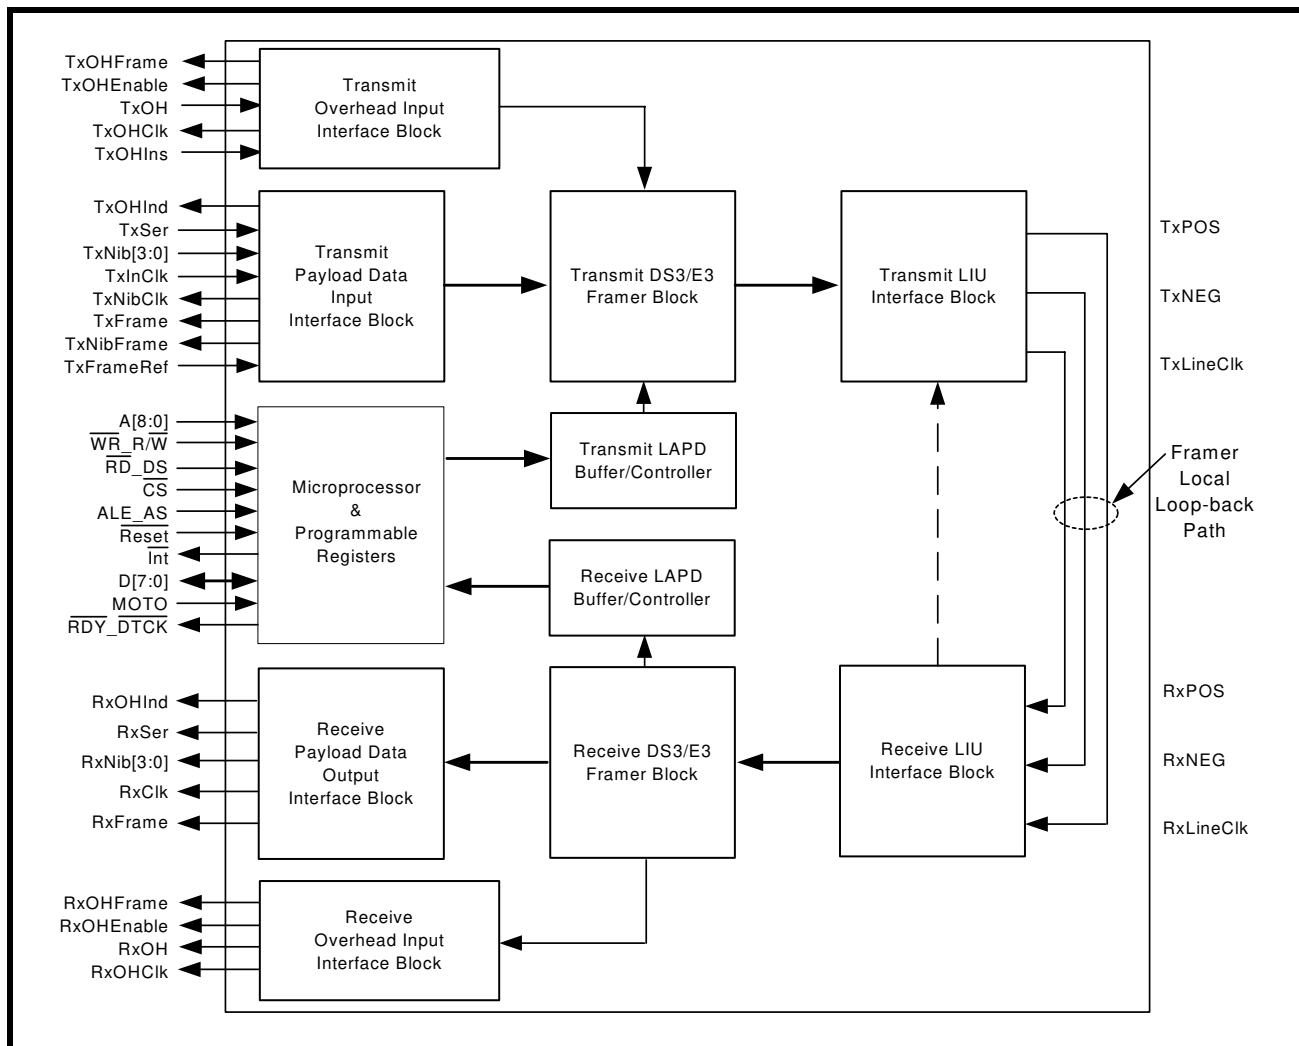 TxOHFrame
TxOHEnable
TxOH
TxOHClk
TxOHIns
Transmit
Overhead Input
Interface Block
TxOHInd
TxSer
TxNib[3:0]
TxInClk
TxNibClk
TxFrame
TxNibFrame
TxFrameRef
Transmit
Payload Data
Input
Interface Block
Transmit DS3/E3
Framer Block
Transmit LIU
Interface Block
TxPOS
TxNEG
TxLineClk
A[8:0]
WR_R/W
RD_DS
CS
ALE_AS
Reset
Int
D[7:0]
MOTO
RDY_DTCK
Microprocessor
&
Programmable
Registers
Transmit LAPD
Buffer/Controller
Receive LAPD
Buffer/Controller
Framer
Local
Loop-back
Path
RxOHInd
RxSer
RxNib[3:0]
RxClk
RxFrame
Receive
Payload Data
Output
Interface Block
Receive DS3/E3
Framer Block
Receive LIU
Interface Block
RxPOS
RxNEG
RxLineClk
RxOHFrame
RxOHEnable
RxOH
RxOHClk
Receive
Overhead Input
Interface Block